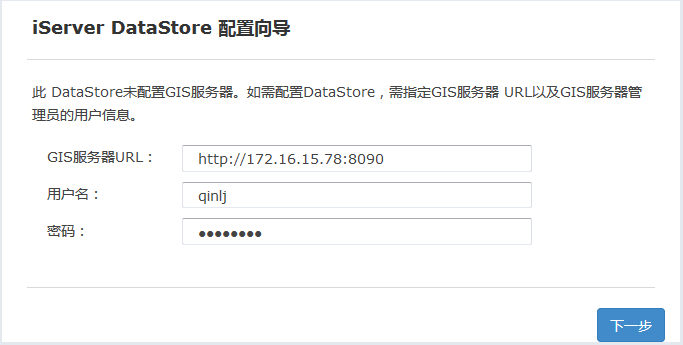 iServer DataStore 配置向导
此 DataStore未配置GIS服务器。如需配置DataStore，需指定GIS服务器 URL以及GIS服务器管
理员的用户信息。
GIS服务器URL： http://172.16.15.78:8090
用户名： qinlj
密码： ●●●●●●●●
下一步